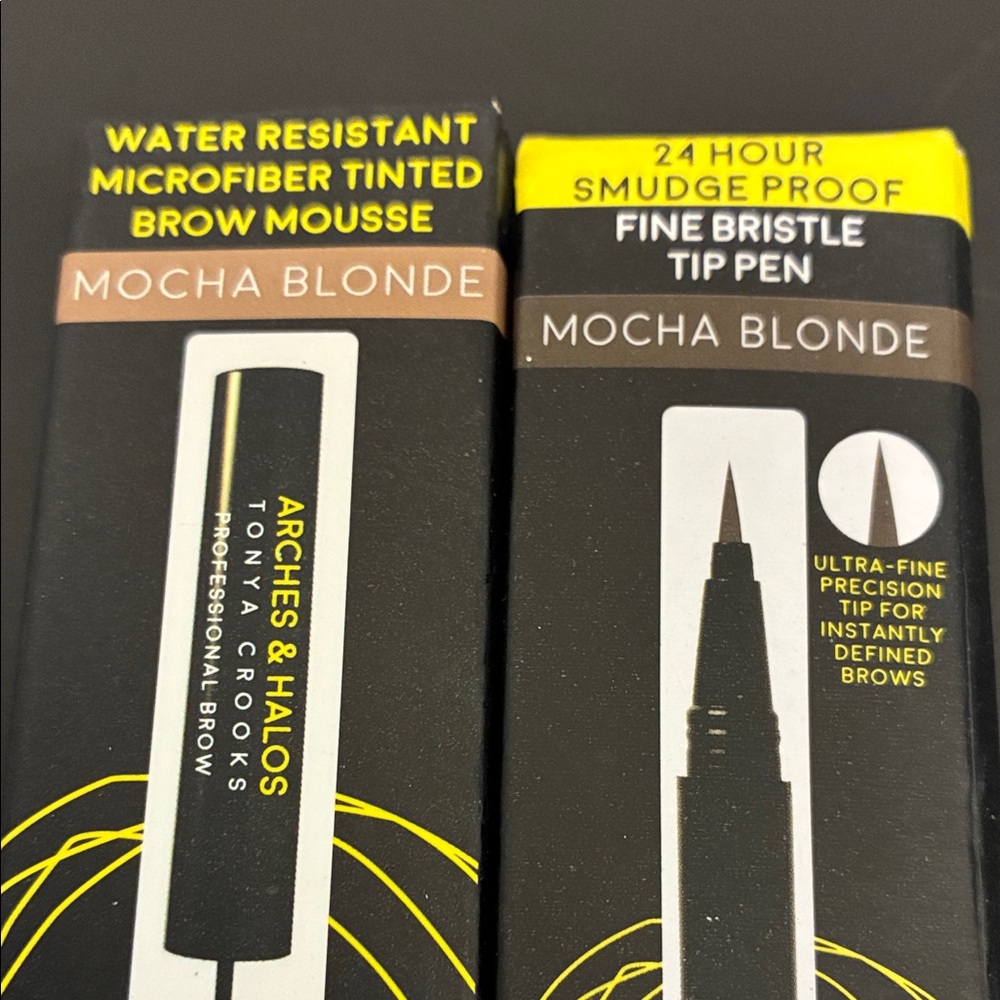 WATER RESISTANT
MICROFIBER TINTED
BROW MOUSSE
MOCHA BLONDE
ARCHES & HALOS
TONYA CROOKS
PROFESSIONAL BROW
24 HOUR
SMUDGE PROOF
FINE BRISTLE
TIP PEN
MOCHA BLONDE
ULTRA-FINE
PRECISION
TIP FOR
INSTANTLY
DEFINED
BROWS